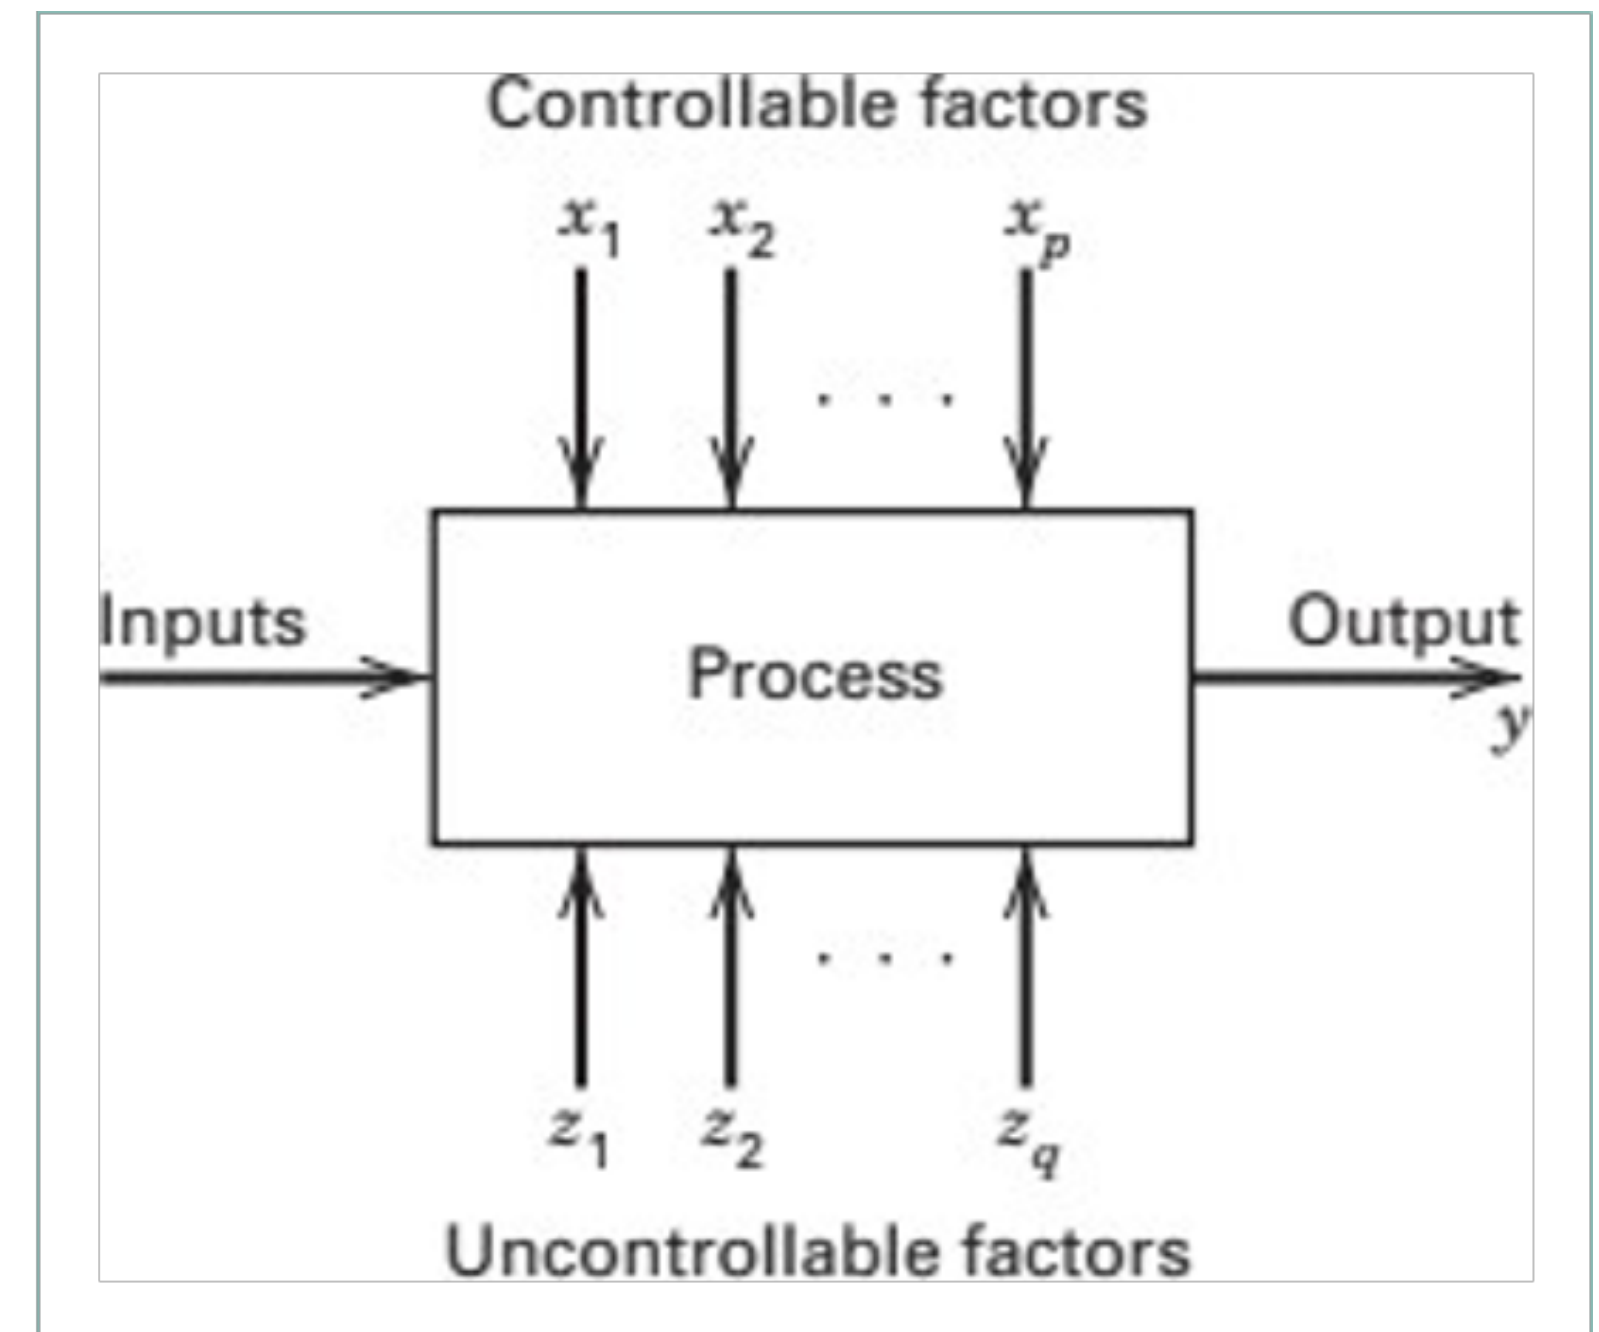 Controllable factors
x1 x2 xp
. . .
Inputs
Output
Process
y
. . .
z1 z2 zq
Uncontrollable factors